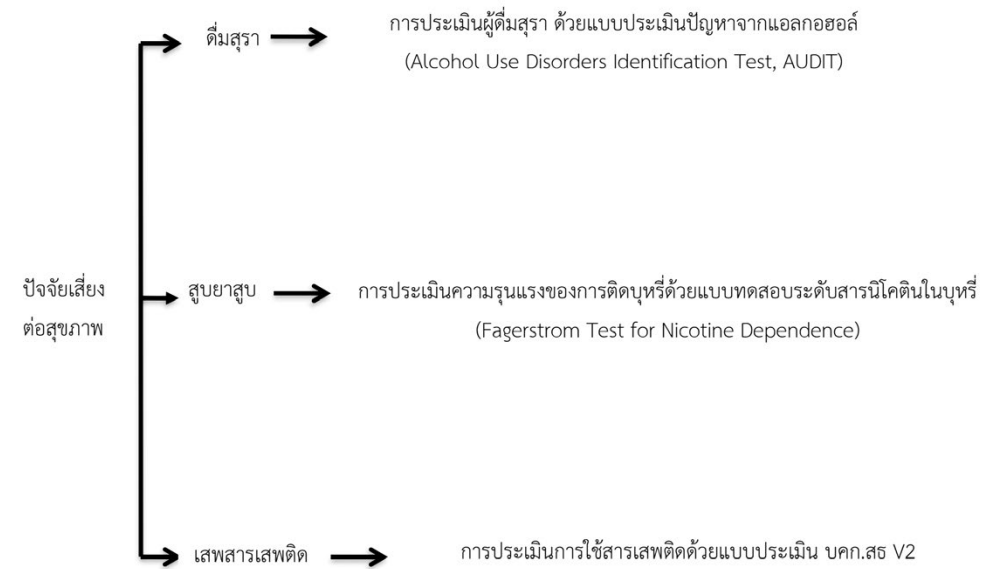 ดื่มสุรา
การประเมินผู้ดื่มสุรา ด้วยแบบประเมินปัญหาจากแอลกอฮอล์
(Alcohol Use Disorders Identification Test, AUDIT)
ปัจจัยเสี่ยง
ต่อสุขภาพ
สูบยาสูบ
การประเมินความรุนแรงของการติดบุหรี่ด้วยแบบทดสอบระดับสารนิโคตินในบุหรี่
(Fagerstrom Test for Nicotine Dependence)
เสพสารเสพติด
การประเมินการใช้สารเสพติดด้วยแบบประเมิน บคก.สธ V2